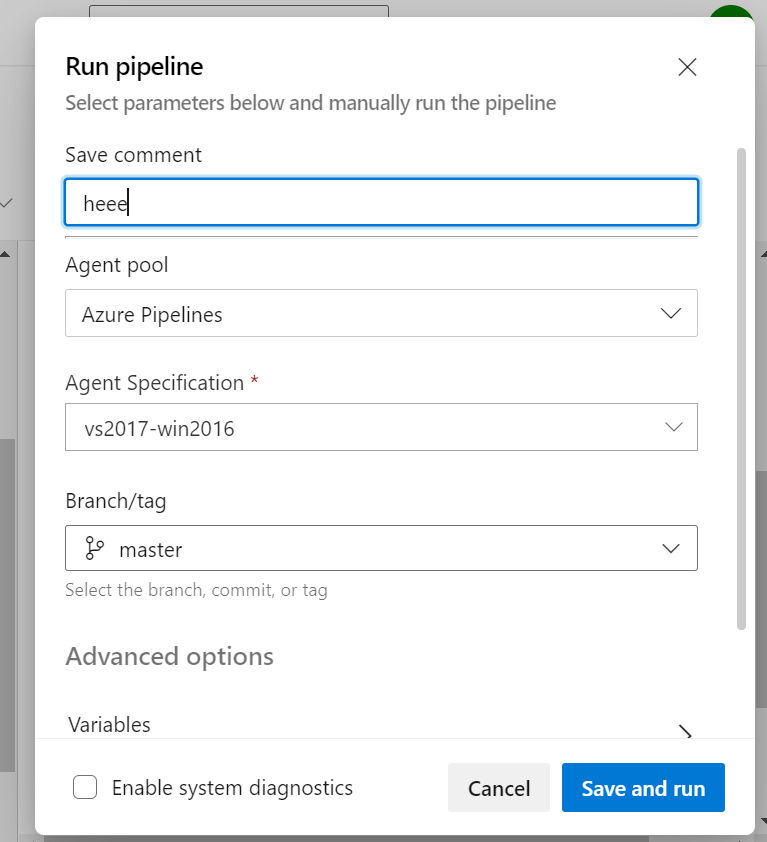 Run pipeline
Select parameters below and manually run the pipeline
Save comment
heee
Agent pool
Azure Pipelines
Agent Specification *
vs2017-win2016
Branch/tag
master
Select the branch, commit, or tag
Advanced options
Variables
Enable system diagnostics
Cancel
Save and run